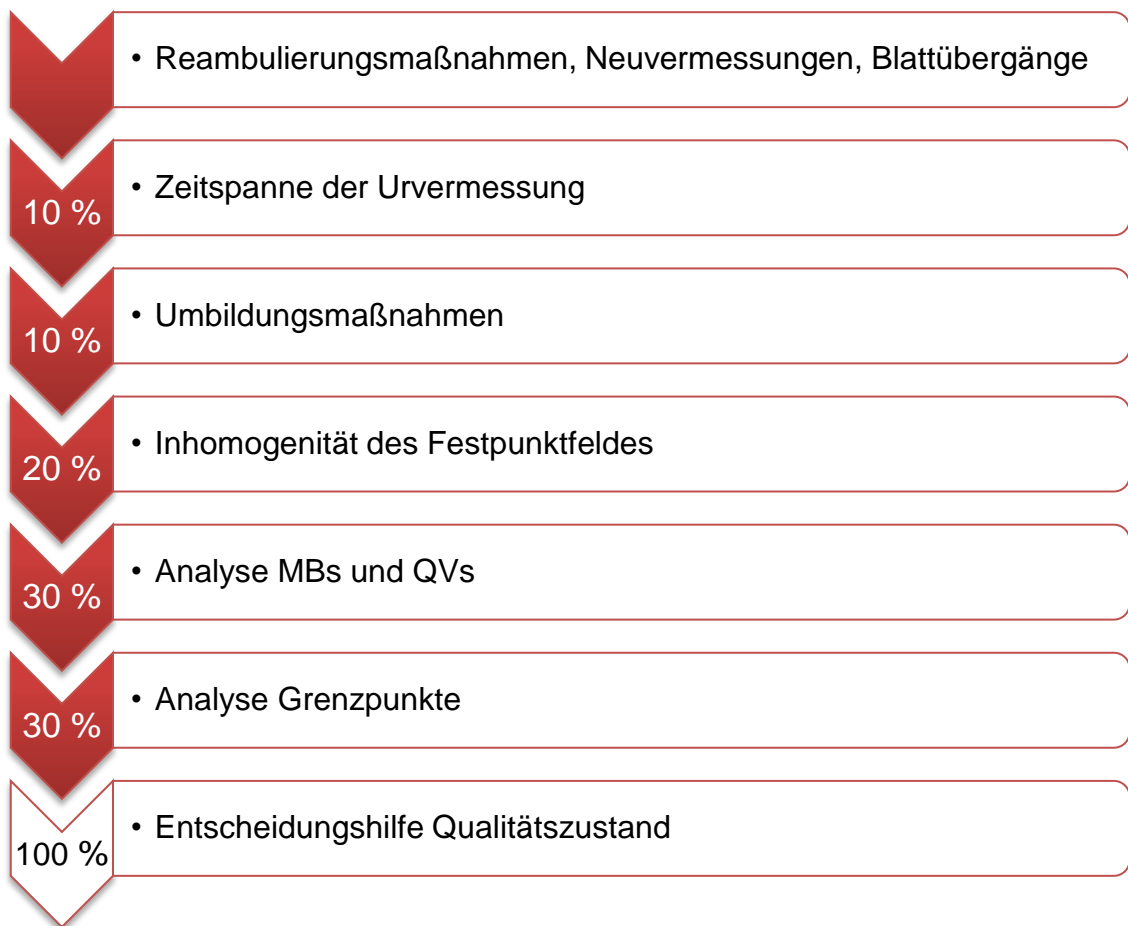 • Reambulierungsmaßnahmen, Neuvermessungen, Blattübergänge
10 %
• Zeitspanne der Urvermessung
10 %
• Umbildungsmaßnahmen
20 %
• Inhomogenität des Festpunktfeldes
30 %
• Analyse MBs und QVs
30 %
• Analyse Grenzpunkte
100 %
• Entscheidungshilfe Qualitätszustand